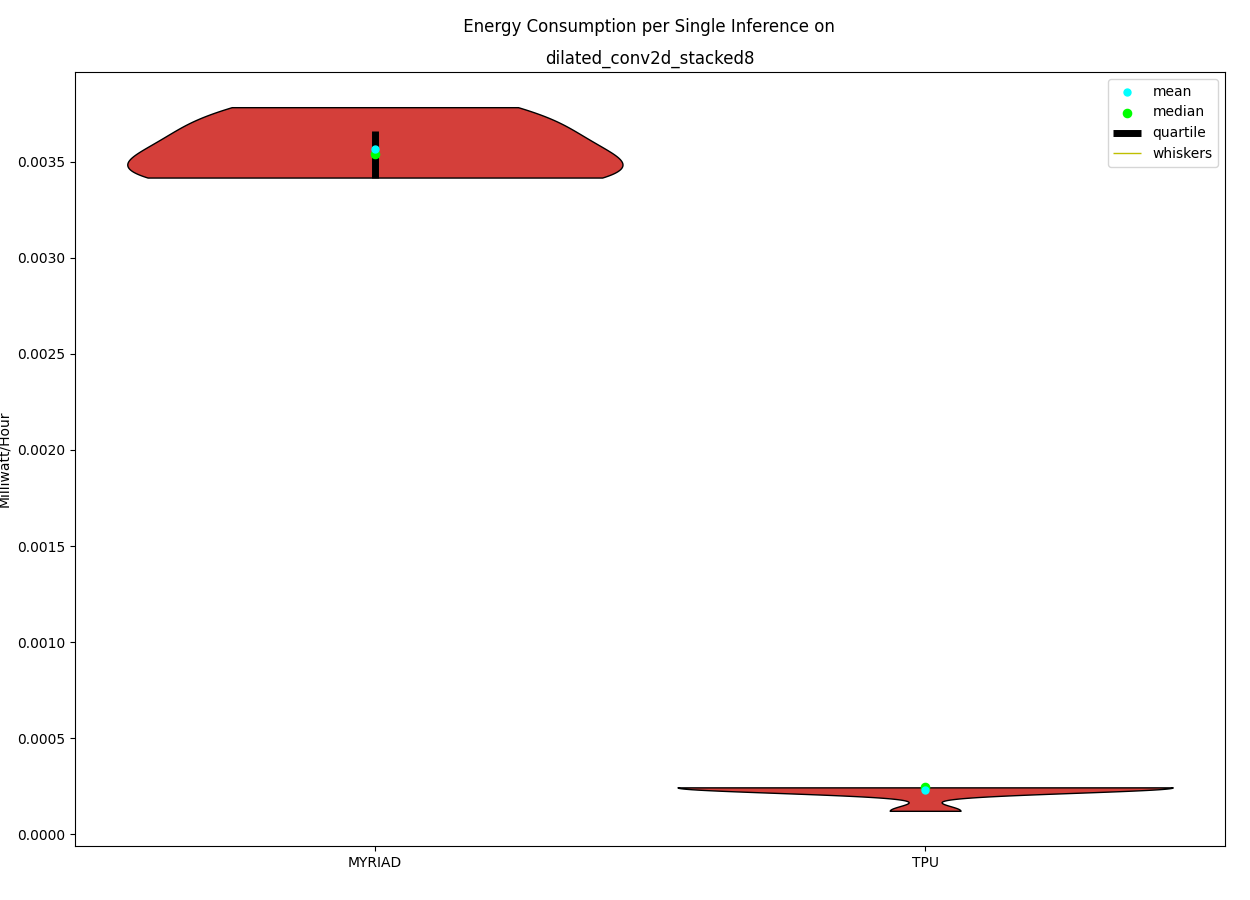 Energy Consumption per Single Inference on
dilated_conv2d_stacked8
mean
median
quartile
whiskers
0.0035
0.0030
0.0025
0.0020
0.0015
0.0010
0.0005
0.0000
Milliwatt/Hour
MYRIAD
TPU